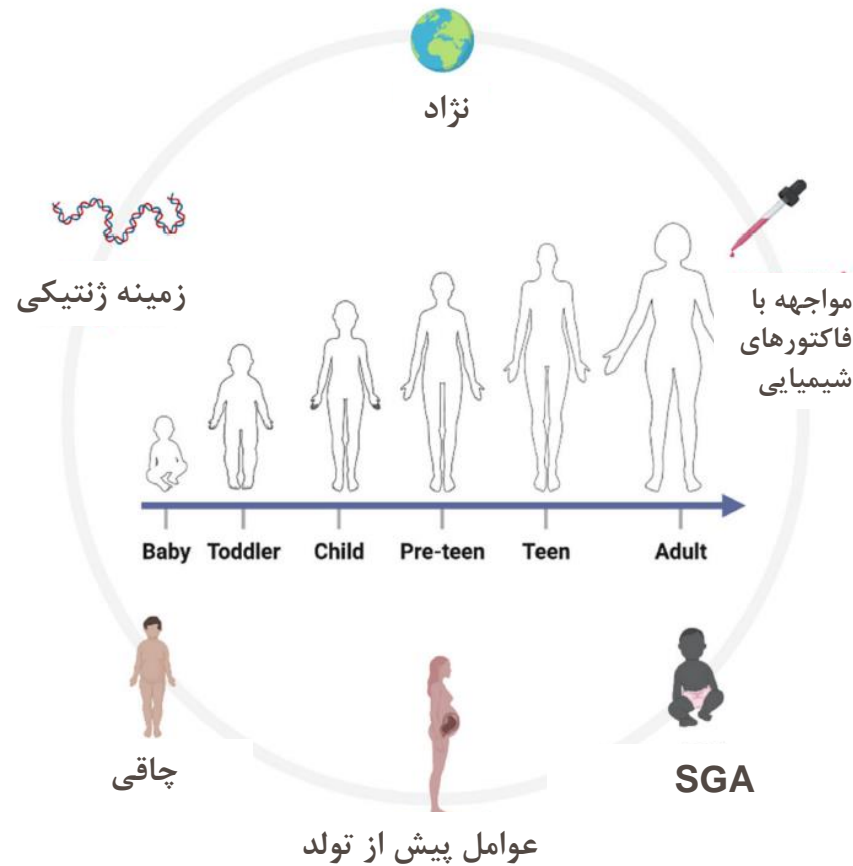 نژاد
زمینه ژنتیکی
مواجهه با
فاکتورهای
شیمیایی
Baby Toddler Child Pre-teen Teen Adult
چاقی
SGA
عوامل پیش از تولد